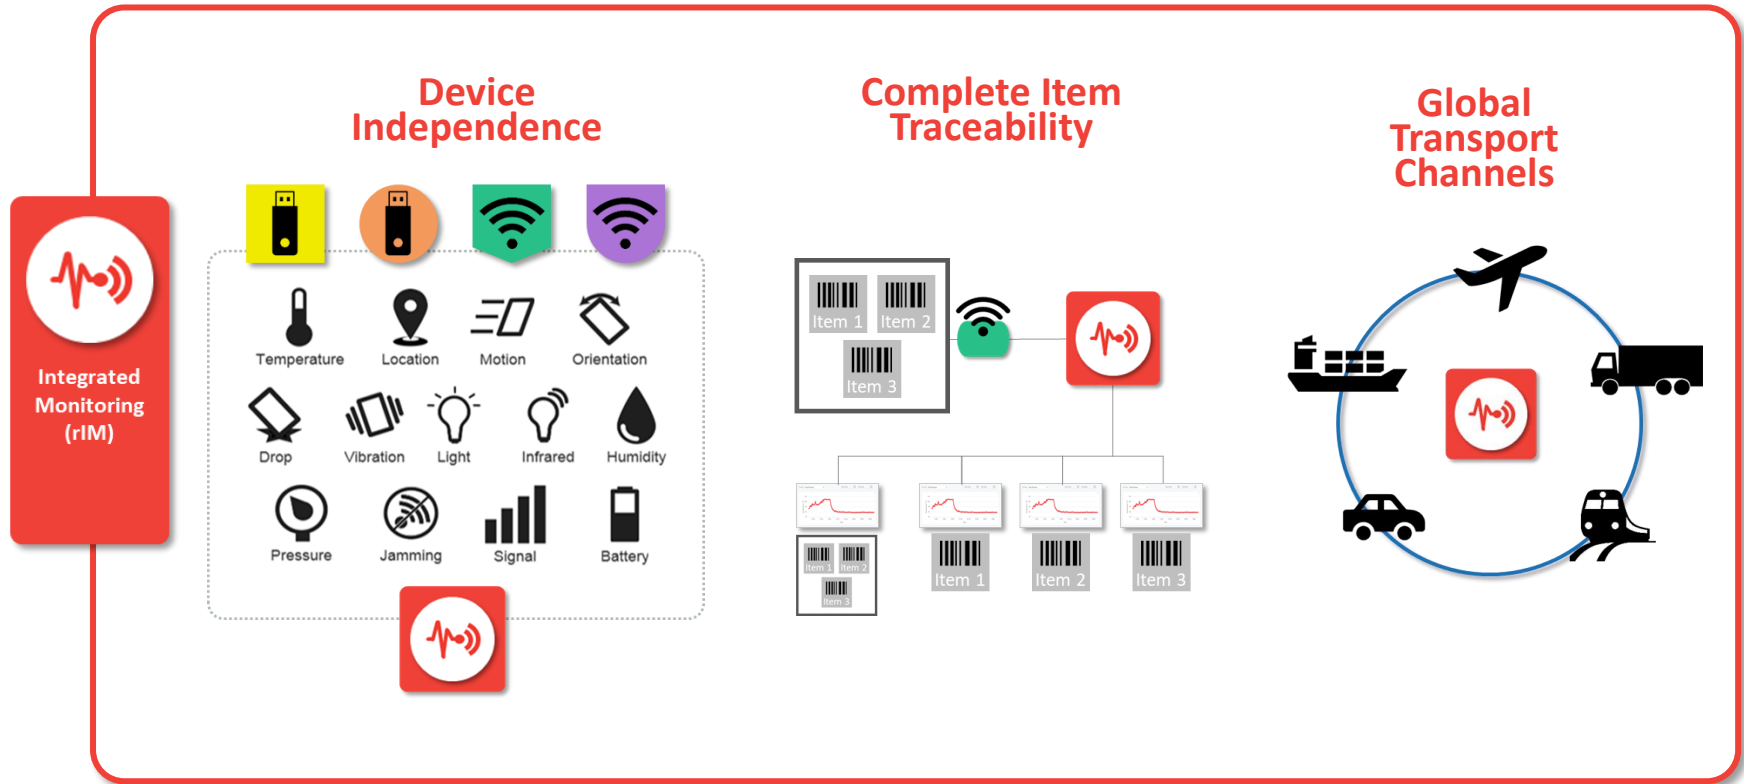 Integrated
Monitoring
(rIM)
Device
Independence
Temperature
Location
Motion
Orientation
Drop
Vibration
Light
Infrared
Humidity
Pressure
Jamming
Signal
Battery
Complete Item
Traceability
Item 1
Item 2
Item 3
Item 1
Item 2
Item 3
Item 1
Item 2
Item 3
Global
Transport
Channels